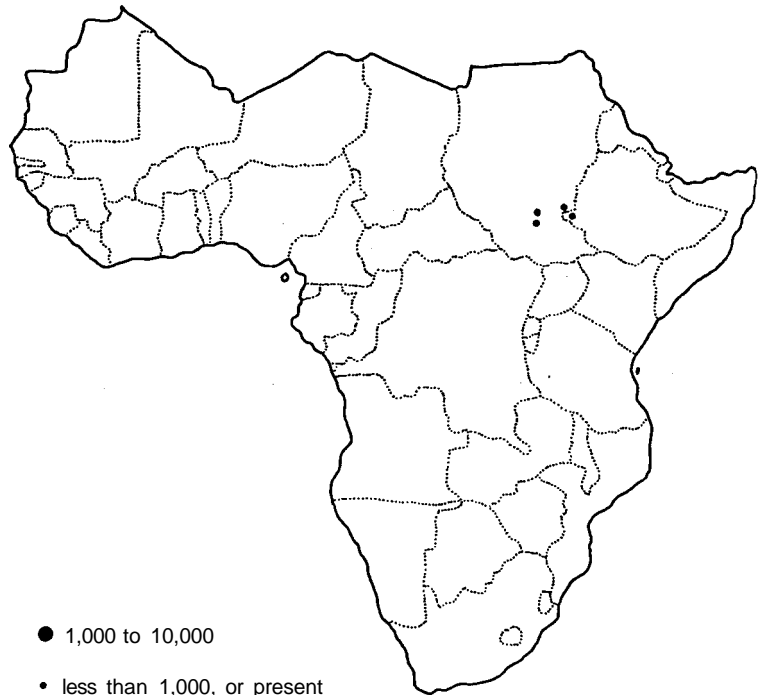 1,000 to 10,000
less than 1,000, or present